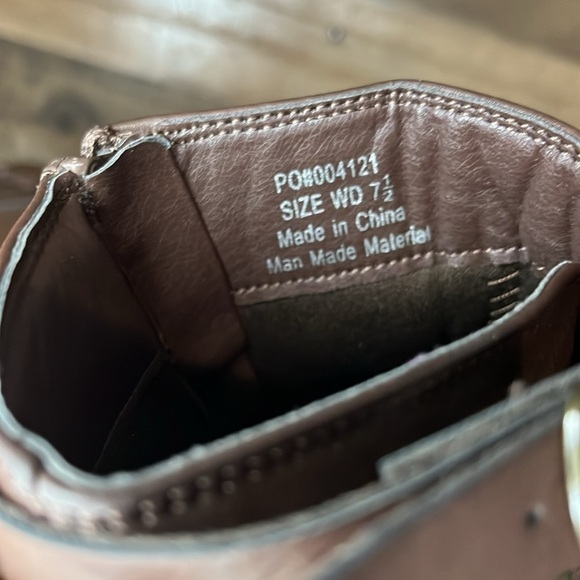 PO#004121
SIZE WD 7½
Made in China
Man Made Material